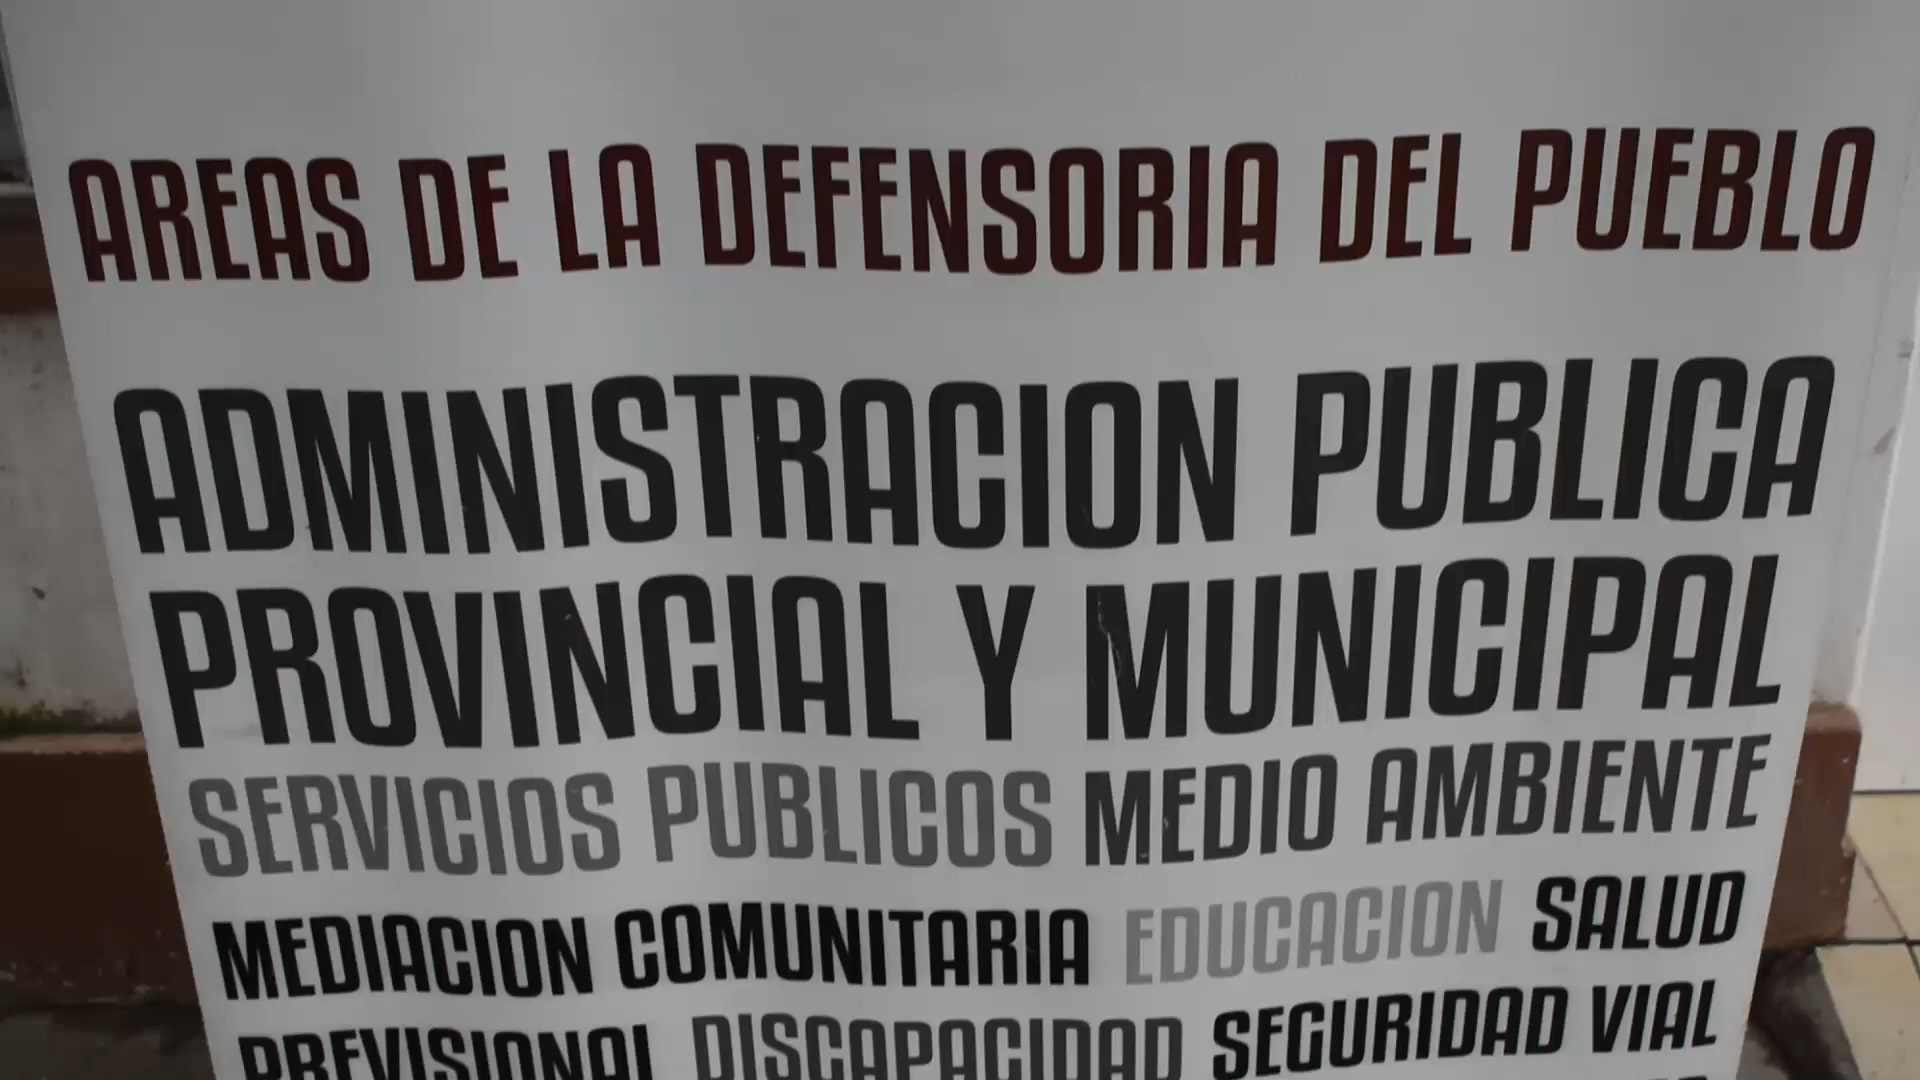 AREAS DE LA DEFENSORIA DEL PUEBLO
ADMINISTRACION PUBLICA
PROVINCIAL Y MUNICIPAL
SERVICIOS PUBLICOS MEDIO AMBIENTE
MEDIACION COMUNITARIA EDUCACION SALUD
PREVISIONAL DISCAPACIDAD SEGURIDAD VIAL